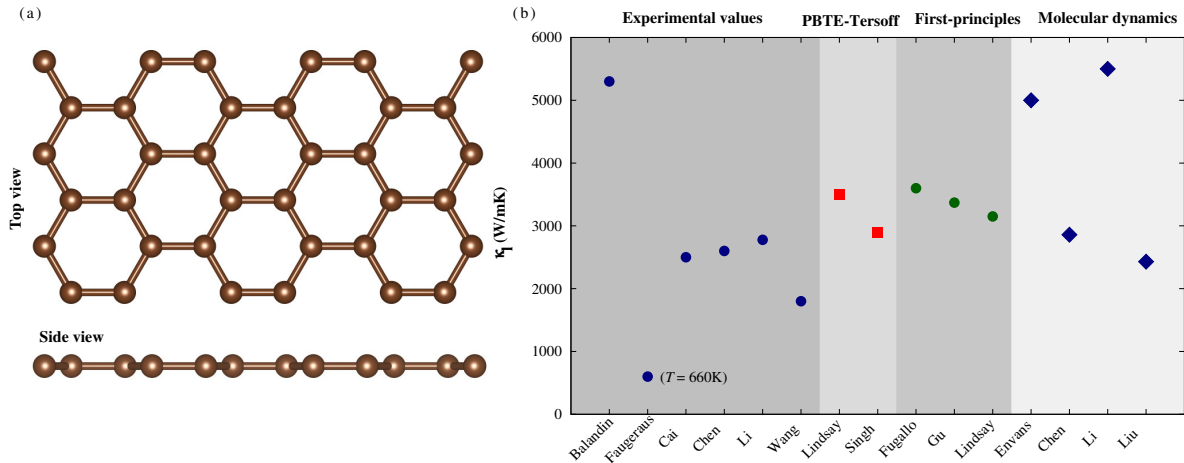 (a)
Top view
Side view
(b)
Experimental values PBTE-Tersoff First-principles Molecular dynamics
κl (W/mK)
6000
5000
4000
3000
2000
1000
0
(T = 660K)
Balandin Faugeraus Cai Chen Li Wang Lindsay Singh Fugallo Gu Lindsay Envans Chen Li Liu